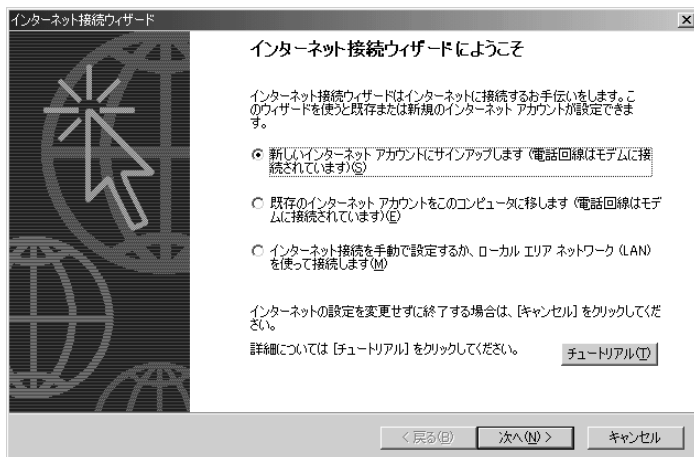 インターネット接続ウィザード
インターネット接続ウィザードにようこそ
インターネット接続ウィザードはインターネットに接続するお手伝いをします。こ
のウィザードを使うと既存または新規のインターネット アカウントが設定できま
す。
新しいインターネット アカウントにサインアップします (電話回線はモデムに接
続されています)(S)
既存のインターネット アカウントをこのコンピュータに移します (電話回線はモデ
ムに接続されています)(E)
インターネット接続を手動で設定するか、ローカル エリア ネットワーク (LAN)
を使って接続します(M)
インターネットの設定を変更せずに終了する場合は、[キャンセル] をクリックしてくだ
さい。
詳細については [チュートリアル] をクリックしてください。
チュートリアル(T)
< 戻る(B)
次へ(N) >
キャンセル